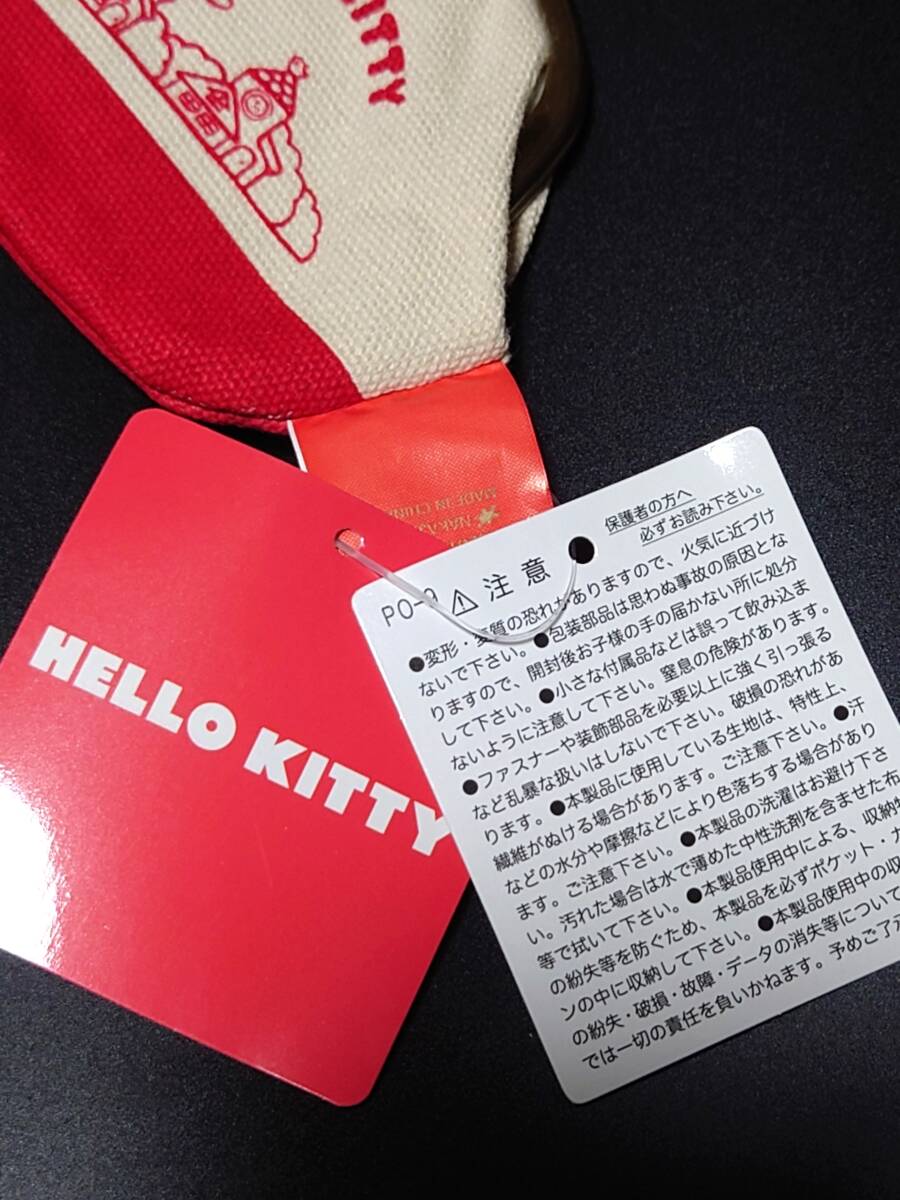 KITTY
MADE IN CHINA
HELLO KITTY
保護者の方へ
必ずお読み下さい。
PO-9 ⚠ 注意
●変形・変質の恐れがありますので、火気に近づけ
ないで下さい。●包装部品は思わぬ事故の原因とな
りますので、開封後お子様の手の届かない所に処分
して下さい。●小さな付属品などは誤って飲み込ま
ないように注意して下さい。窒息の危険があります。
●ファスナーや装飾部品を必要以上に強く引っ張る
など乱暴な扱いはしないで下さい。破損の恐れがあ
ります。●本製品に使用している生地は、特性上、
繊維がぬける場合があります。ご注意下さい。●汗
などの水分や摩擦などにより色落ちする場合があり
ます。ご注意下さい。●本製品の洗濯はお避け下さ
い。汚れた場合は水で薄めた中性洗剤を含ませた布
等で拭いて下さい。●本製品使用中による、収納物
の紛失等を防ぐため、本製品を必ずポケット・カ
ンの中に収納して下さい。●本製品使用中の収
の紛失・破損・故障・データの消失等について
では一切の責任を負いかねます。予めご了承